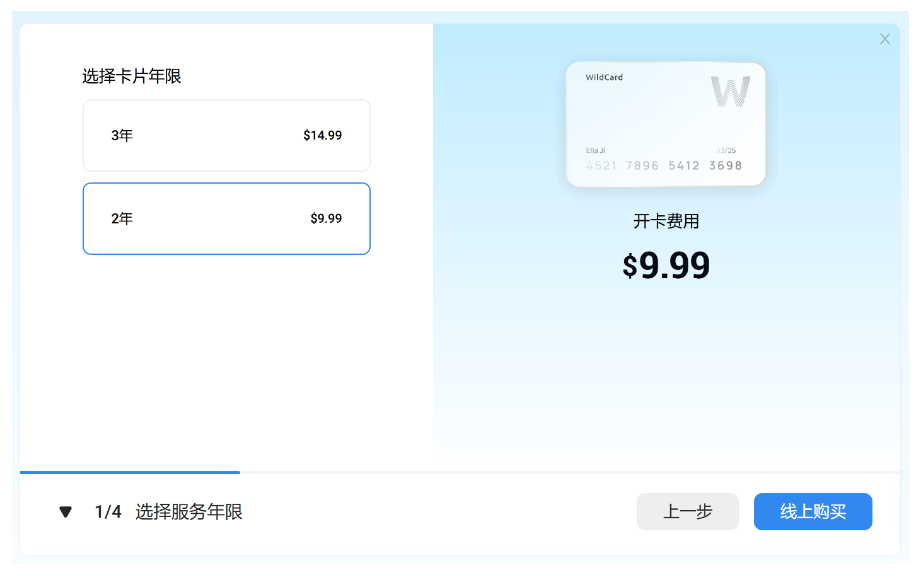 选择卡片年限
3年 $14.99
2年 $9.99
X
WildCard
W
Ella Ji
03/25
4521 7896 5412 3698
开卡费用
$9.99
1/4 选择服务年限
上一步
线上购买